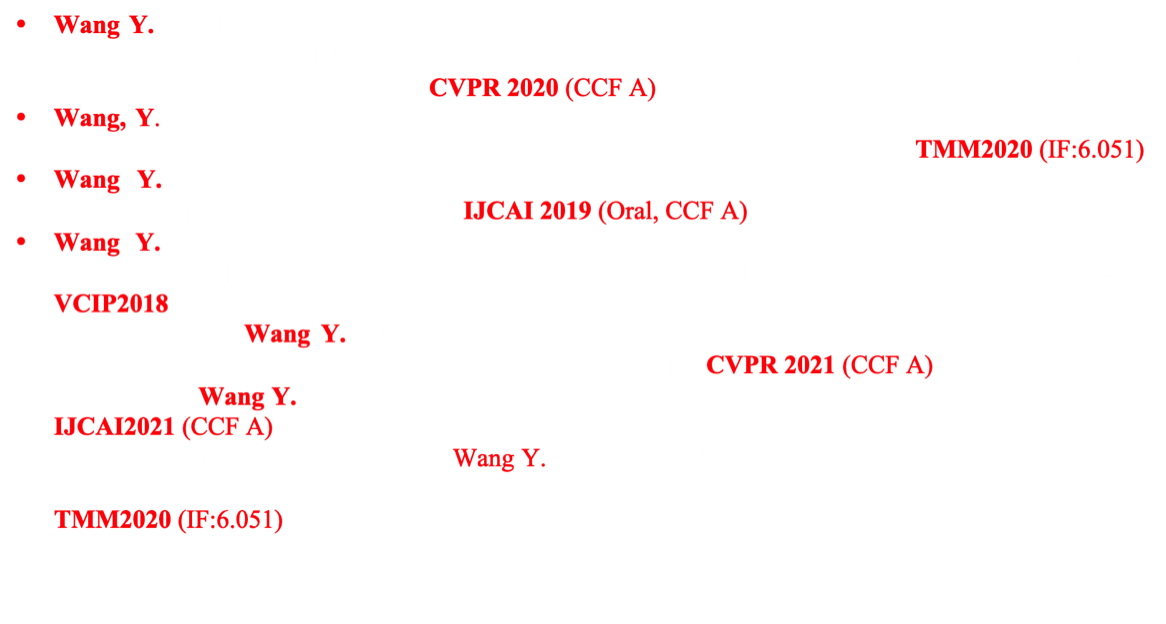 • Wang Y.
CVPR 2020 (CCF A)
• Wang, Y.
TMM2020 (IF:6.051)
• Wang Y.
IJCAI 2019 (Oral, CCF A)
• Wang Y.
VCIP2018
Wang Y.
CVPR 2021 (CCF A)
Wang Y.
IJCAI2021 (CCF A)
Wang Y.
TMM2020 (IF:6.051)